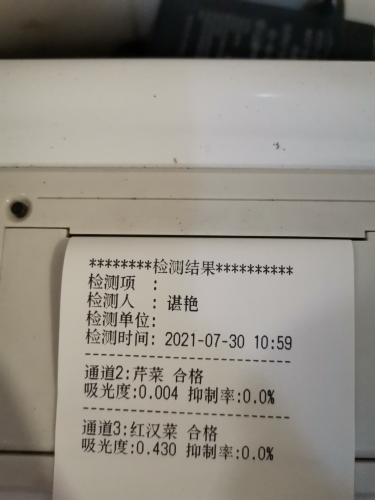 ********检测结果**********
检测项 :
检测人 : 谌艳
检测单位:
检测时间: 2021-07-30 10:59
--------------------------------
通道2:芹菜 合格
吸光度:0.004 抑制率:0.0%
--------------------------------
通道3:红汉菜 合格
吸光度:0.430 抑制率:0.0%